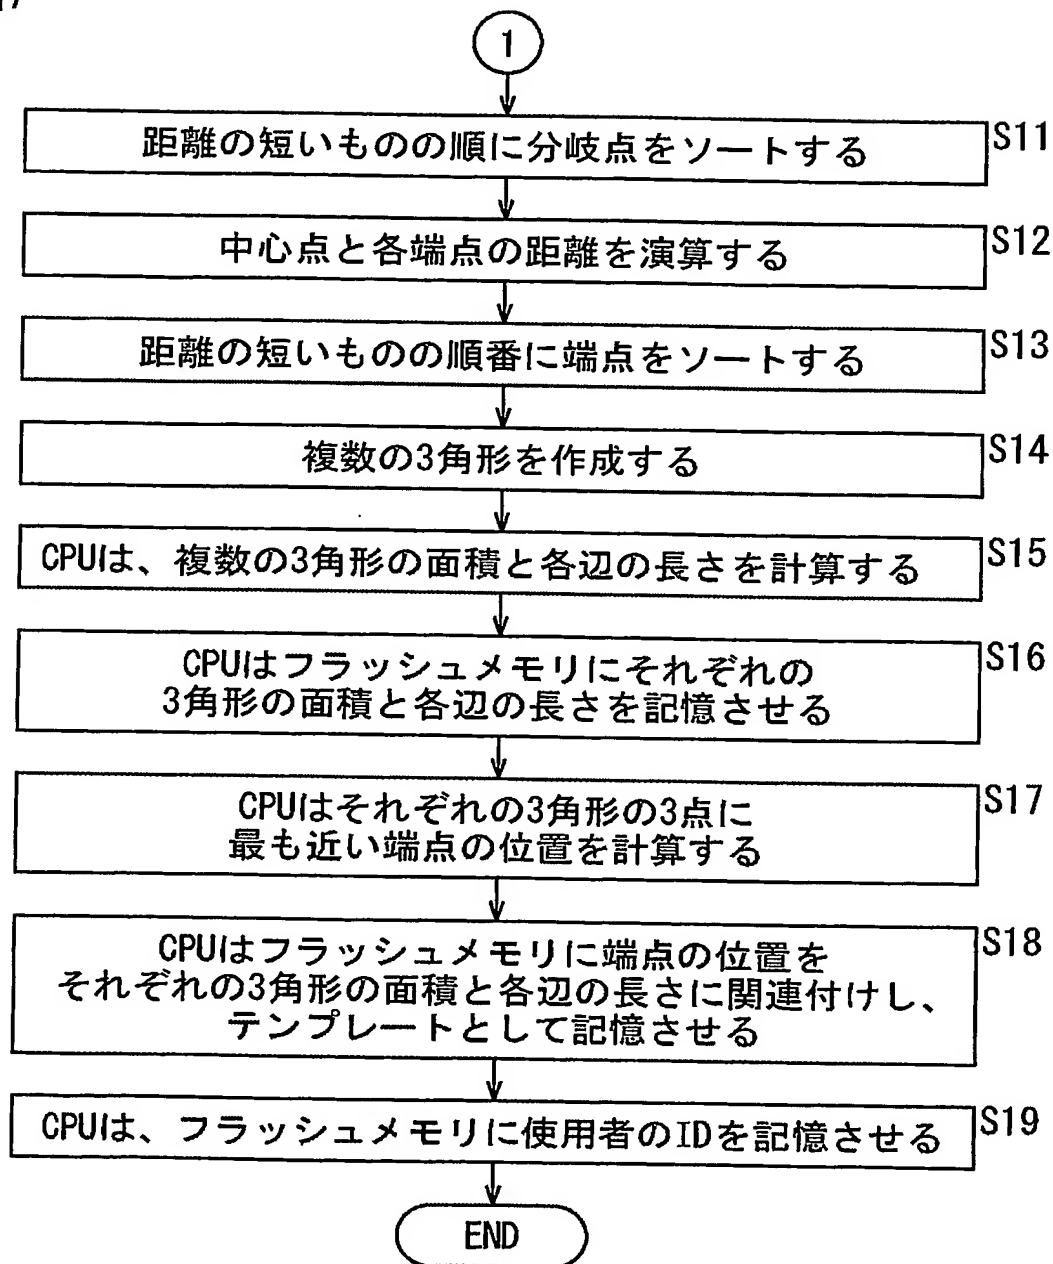 1
距離の短いものの順に分岐点をソートする
S11
中心点と各端点の距離を演算する
S12
距離の短いものの順番に端点をソートする
S13
複数の3角形を作成する
S14
CPUは、複数の3角形の面積と各辺の長さを計算する
S15
CPUはフラッシュメモリにそれぞれの
3角形の面積と各辺の長さを記憶させる
S16
CPUはそれぞれの3角形の3点に
最も近い端点の位置を計算する
S17
CPUはフラッシュメモリに端点の位置を
それぞれの3角形の面積と各辺の長さに関連付けし、
テンプレートとして記憶させる
S18
CPUは、フラッシュメモリに使用者のIDを記憶させる
S19
END